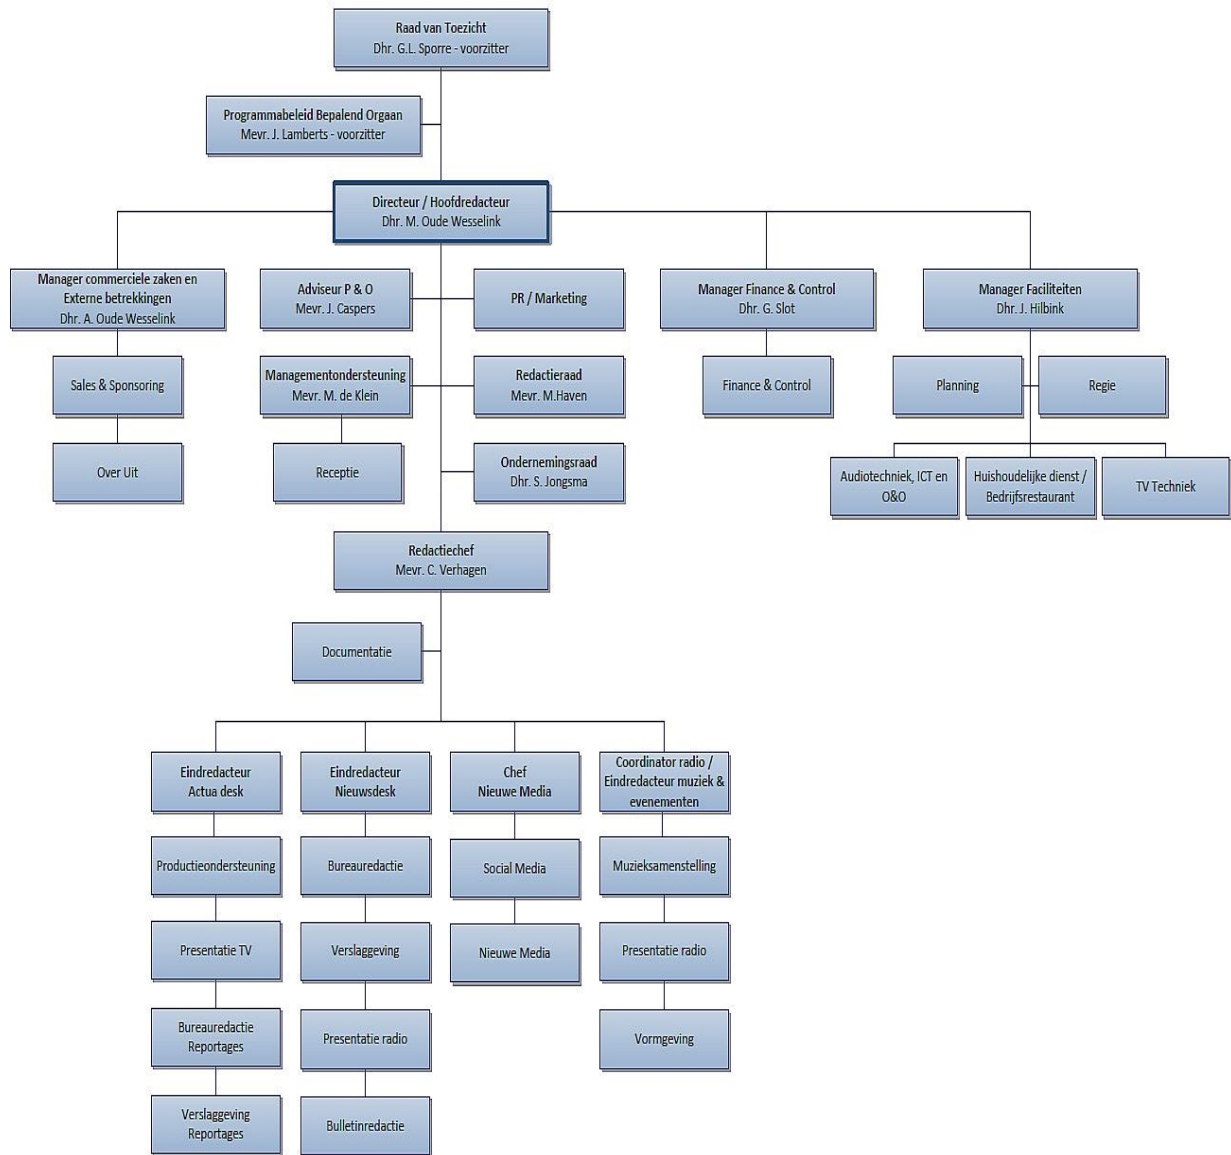 Raad van Toezicht
Dhr. G.L. Sporre - voorzitter
Programmabeleid Bepalend Orgaan
Mevr. J. Lamberts - voorzitter
Directeur / Hoofdredacteur
Dhr. M. Oude Wesselink
Manager commerciele zaken en
Externe betrekkingen
Dhr. A. Oude Wesselink
Adviseur P & O
Mevr. J. Caspers
PR / Marketing
Manager Finance & Control
Dhr. G. Slot
Manager Faciliteiten
Dhr. J. Hilbink
Sales & Sponsoring
Managementondersteuning
Mevr. M. de Klein
Redactieraad
Mevr. M.Haven
Finance & Control
Planning
Regie
Over Uit
Receptie
Ondernemingsraad
Dhr. S. Jongsma
Audiotechniek, ICT en
O&O
Huishoudelijke dienst /
Bedrijfsrestaurant
TV Techniek
Redactiechef
Mevr. C. Verhagen
Documentatie
Eindredacteur
Actua desk
Eindredacteur
Nieuwsdesk
Chef
Nieuwe Media
Coordinator radio /
Eindredacteur muziek &
evenementen
Productieondersteuning
Bureauredactie
Social Media
Muzieksamenstelling
Presentatie TV
Verslaggeving
Nieuwe Media
Presentatie radio
Bureauredactie
Reportages
Presentatie radio
Vormgeving
Verslaggeving
Reportages
Bulletinredactie